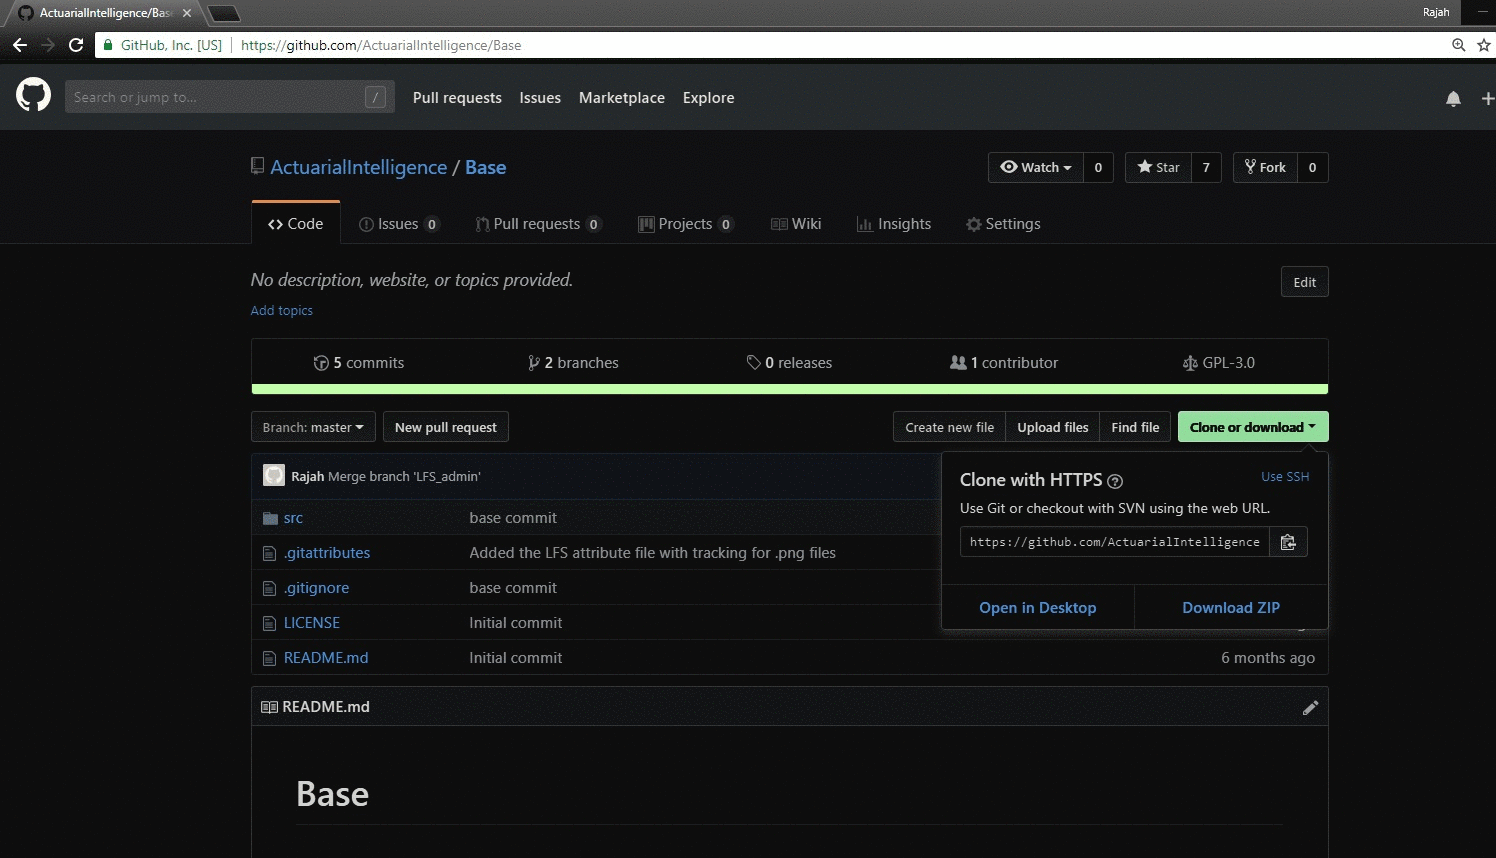 ActuarialIntelligence/Base
Rajah
GitHub, Inc. [US] https://github.com/ActuarialIntelligence/Base
Search or jump to... / Pull requests Issues Marketplace Explore
ActuarialIntelligence / Base Watch 0 Star 7 Fork 0
Code Issues 0 Pull requests 0 Projects 0 Wiki Insights Settings
No description, website, or topics provided. Edit
Add topics
5 commits 2 branches 0 releases 1 contributor GPL-3.0
Branch: master New pull request Create new file Upload files Find file Clone or download
Rajah Merge branch 'LFS_admin'
src base commit
.gitattributes Added the LFS attribute file with tracking for .png files
.gitignore base commit
LICENSE Initial commit
README.md Initial commit 6 months ago
Clone with HTTPS ? Use SSH
Use Git or checkout with SVN using the web URL.
https://github.com/ActuarialIntelligence
Open in Desktop Download ZIP
README.md
Base